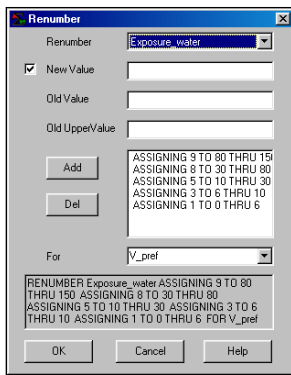 Renumber
Renumber Exposure_water
New Value
Old Value
Old UpperValue
Add
Del
ASSIGNING 9 TO 80 THRU 15
ASSIGNING 8 TO 30 THRU 80
ASSIGNING 5 TO 10 THRU 30
ASSIGNING 3 TO 6 THRU 10
ASSIGNING 1 TO 0 THRU 6
For V_pref
RENUMBER Exposure_water ASSIGNING 9 TO 80
THRU 150 ASSIGNING 8 TO 30 THRU 80
ASSIGNING 5 TO 10 THRU 30 ASSIGNING 3 TO 6
THRU 10 ASSIGNING 1 TO 0 THRU 6 FOR V_pref
OK Cancel Help